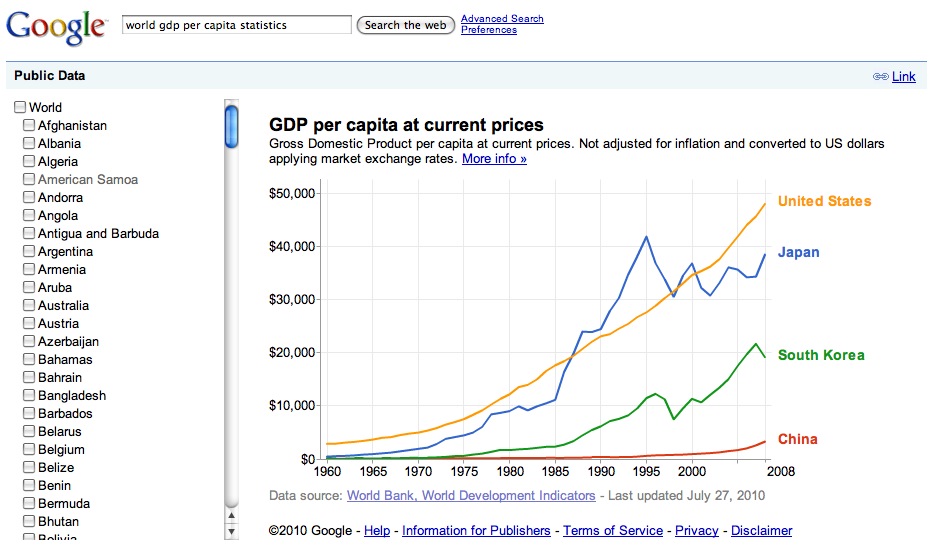 Google
world gdp per capita statistics
Search the web
Advanced Search
Preferences
Public Data
Link
World
Afghanistan
Albania
Algeria
American Samoa
Andorra
Angola
Antigua and Barbuda
Argentina
Armenia
Aruba
Australia
Austria
Azerbaijan
Bahamas
Bahrain
Bangladesh
Barbados
Belarus
Belgium
Belize
Benin
Bermuda
Bhutan
Bolivia
GDP per capita at current prices
Gross Domestic Product per capita at current prices. Not adjusted for inflation and converted to US dollars
applying market exchange rates. More info »
$50,000
$40,000
$30,000
$20,000
$10,000
$0
United States
Japan
South Korea
China
1960 1965 1970 1975 1980 1985 1990 1995 2000 2008
Data source: World Bank, World Development Indicators - Last updated July 27, 2010
©2010 Google - Help - Information for Publishers - Terms of Service - Privacy - Disclaimer